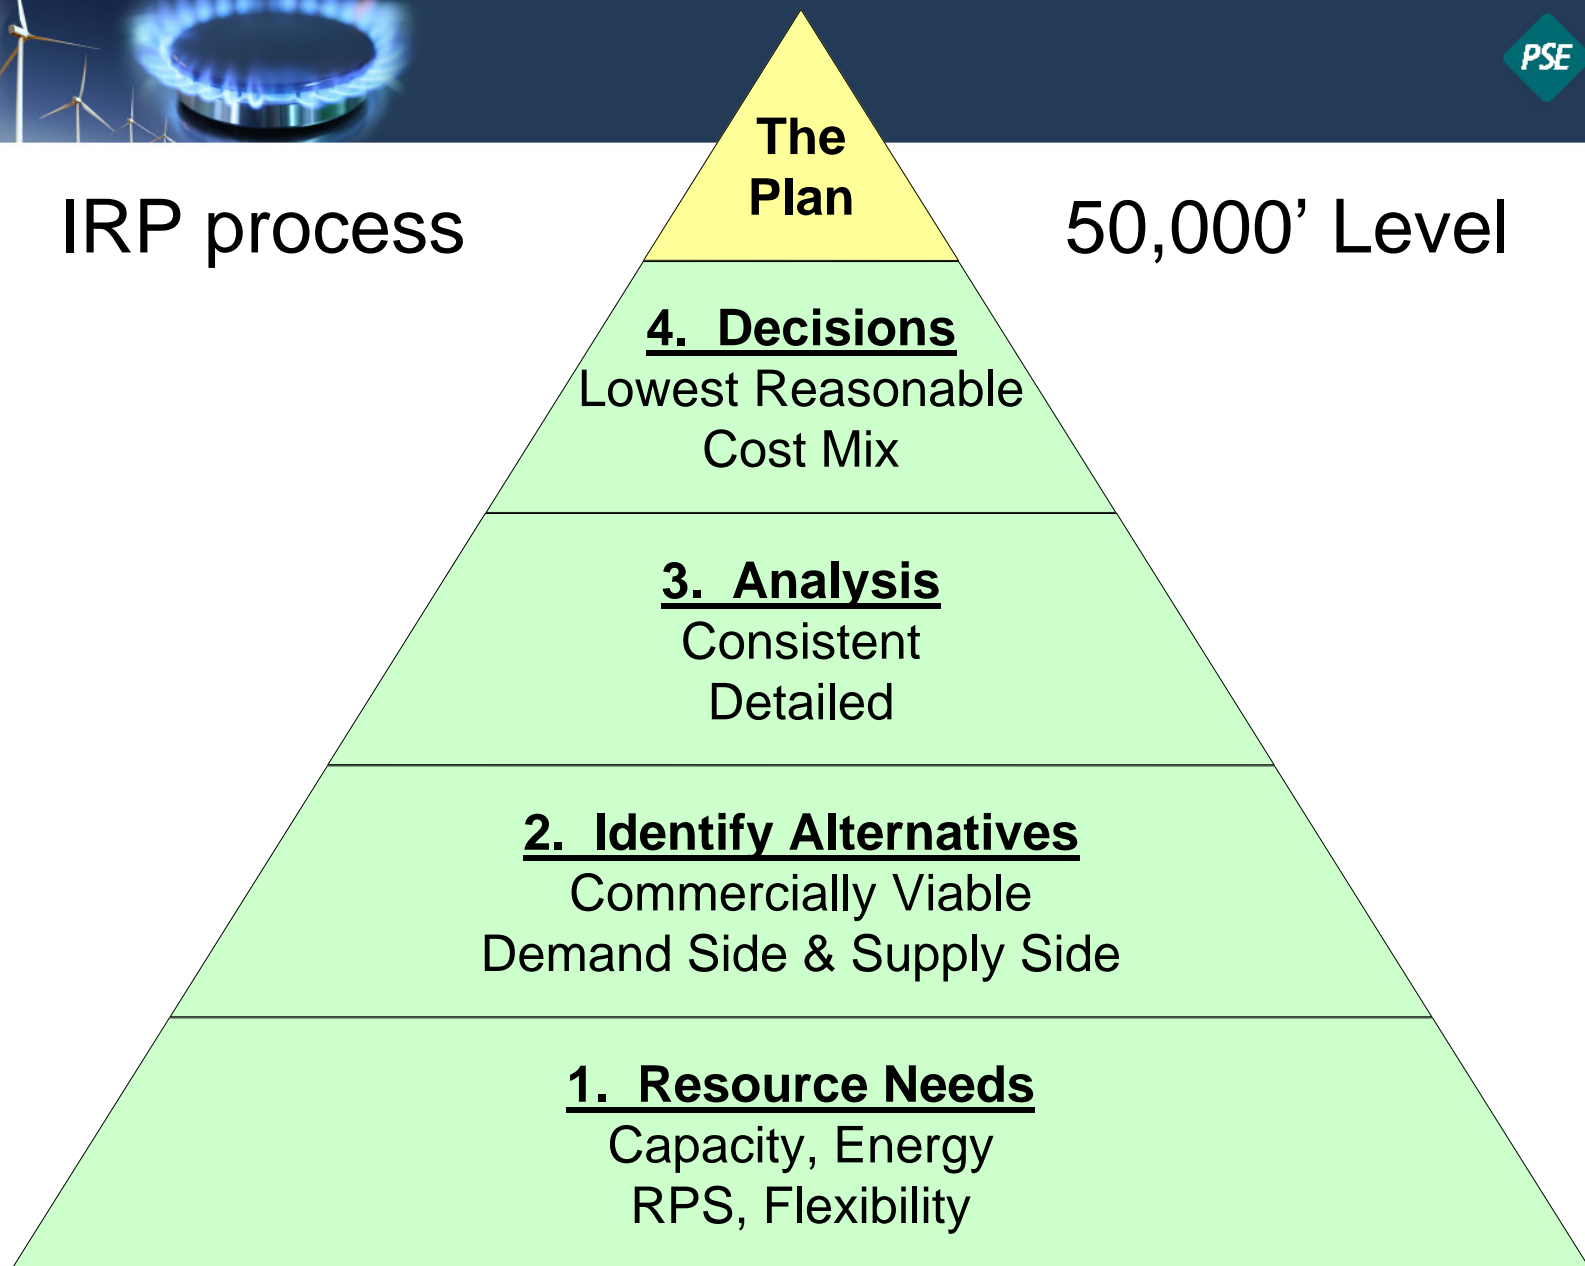 PSE
The
Plan
IRP process
50,000’ Level
4. Decisions
Lowest Reasonable
Cost Mix
3. Analysis
Consistent
Detailed
2. Identify Alternatives
Commercially Viable
Demand Side & Supply Side
1. Resource Needs
Capacity, Energy
RPS, Flexibility